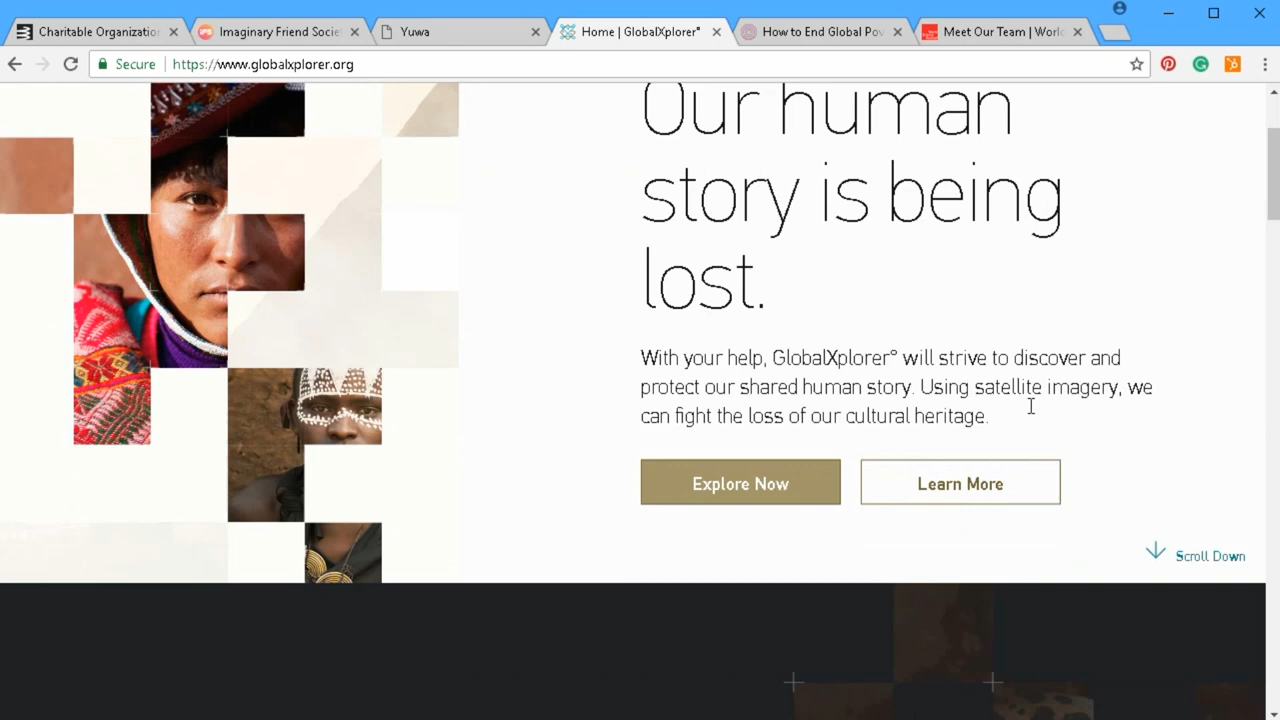 Charitable Organizatio
Imaginary Friend Socie
Yuwa
Home | GlobalXplorer°
How to End Global Pov
Meet Our Team | Worl
Secure
https://www.globalxplorer.org
Our human
story is being
lost.
With your help, GlobalXplorer° will strive to discover and
protect our shared human story. Using satellite imagery, we
can fight the loss of our cultural heritage.
Explore Now
Learn More
Scroll Down